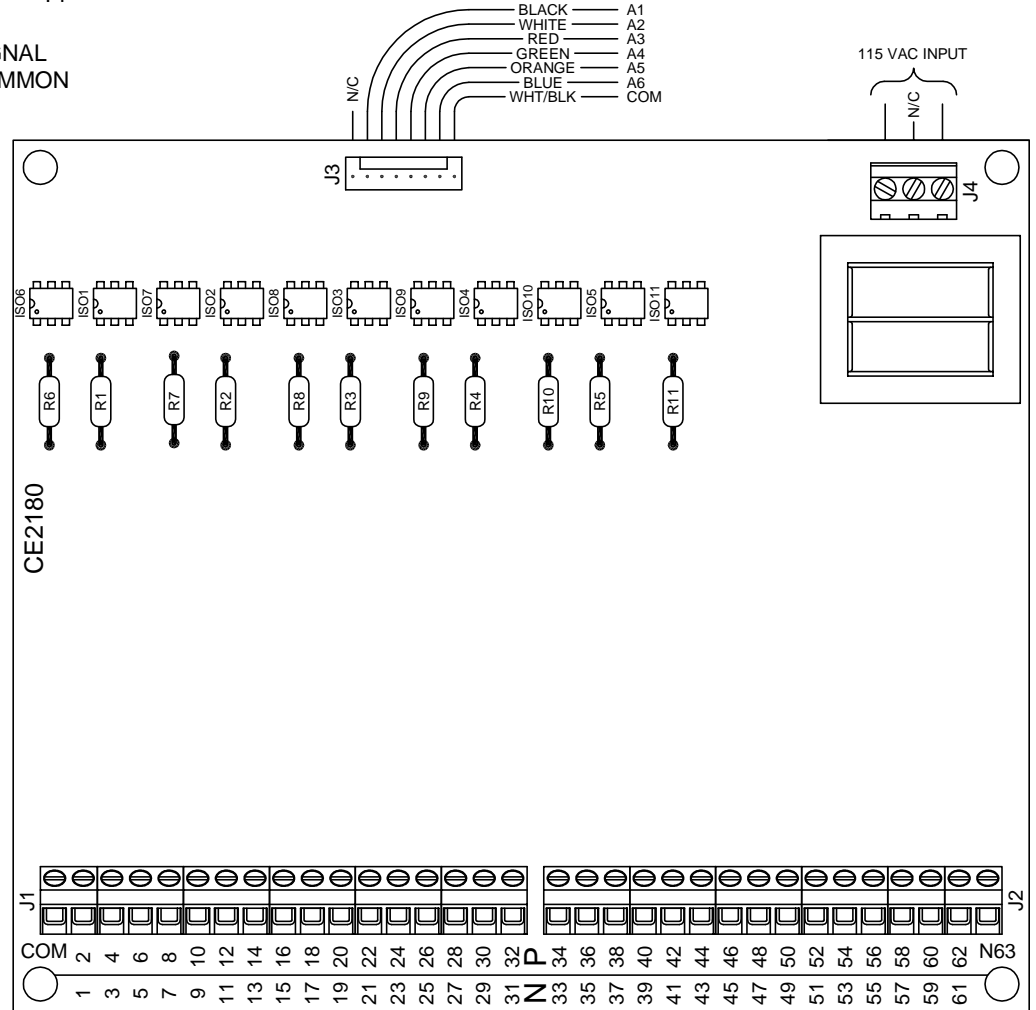 GNAL
MMON
BLACK A1
WHITE A2
RED A3
GREEN A4
ORANGE A5
BLUE A6
WHT/BLK COM
N/C
115 VAC INPUT
N/C
J3
J4
ISO6 ISO1 ISO7 ISO2 ISO8 ISO3 ISO9 ISO4 ISO10 ISO5 ISO11
R6 R1 R7 R2 R8 R3 R9 R4 R10 R5 R11
CE2180
J1
J2
COM 2 4 6 8 10 12 14 16 18 20 22 24 26 28 30 32 P 34 36 38 40 42 44 46 48 50 52 54 56 58 60 62 N63
1 3 5 7 9 11 13 15 17 19 21 23 25 27 29 31 N 33 35 37 39 41 43 45 47 49 51 53 55 57 59 61